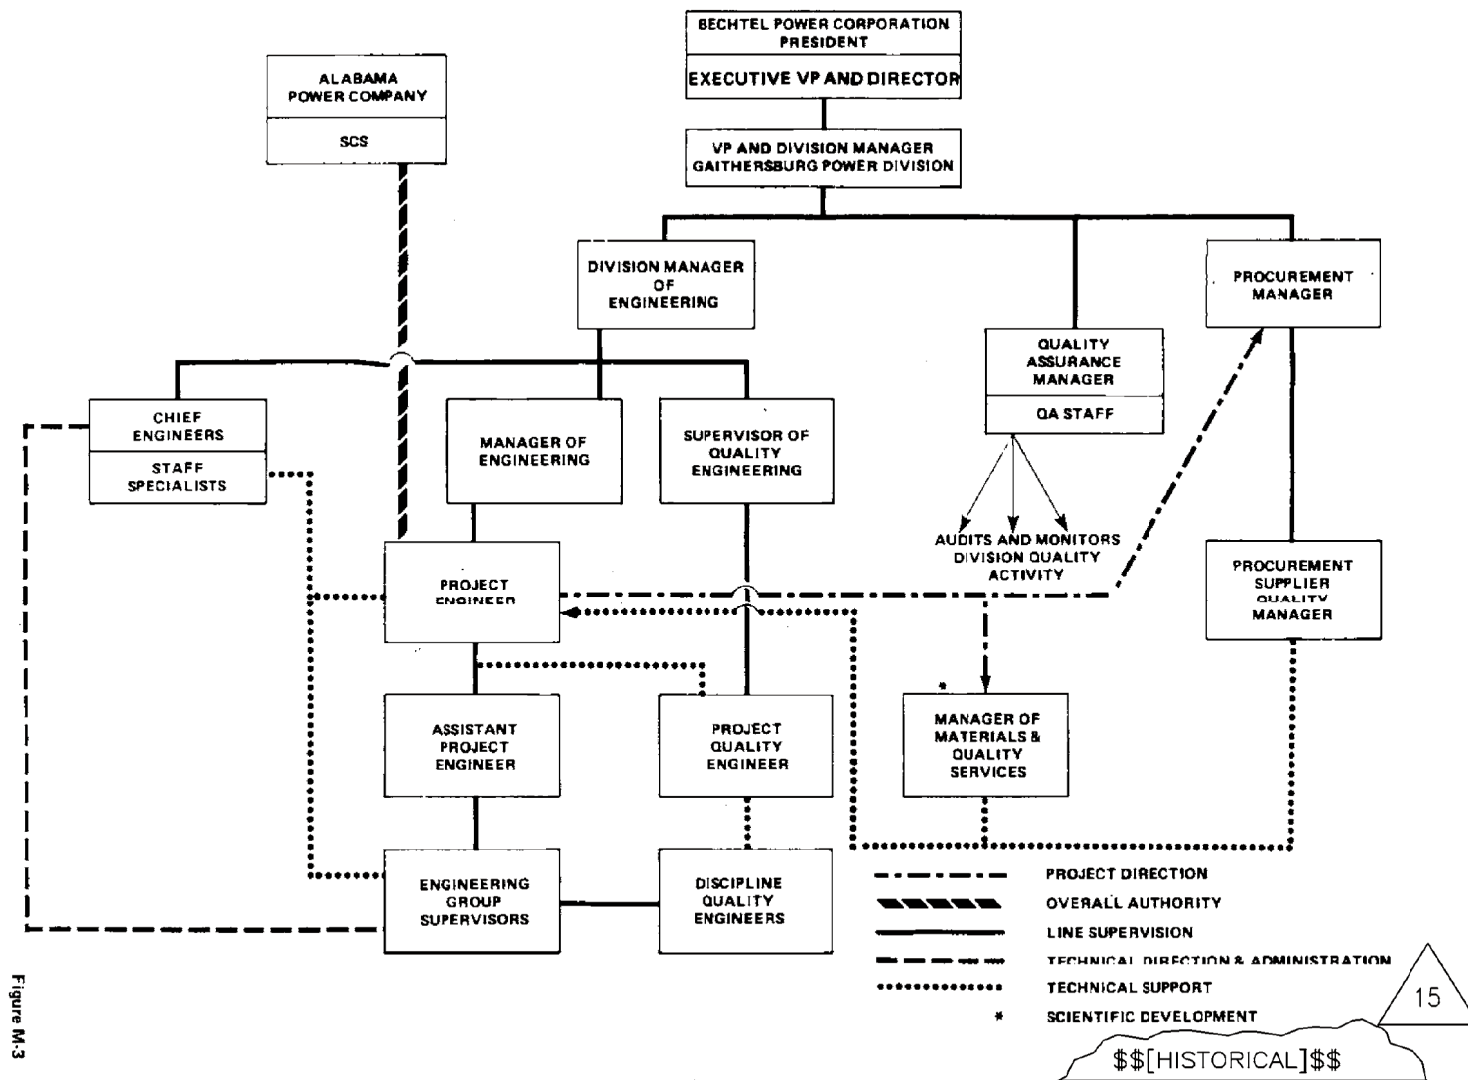 BECHTEL POWER CORPORATION
PRESIDENT
EXECUTIVE VP AND DIRECTOR
ALABAMA
POWER COMPANY
SCS
VP AND DIVISION MANAGER
GAITHERSBURG POWER DIVISION
DIVISION MANAGER
OF
ENGINEERING
PROCUREMENT
MANAGER
QUALITY
ASSURANCE
MANAGER
QA STAFF
CHIEF
ENGINEERS
STAFF
SPECIALISTS
MANAGER OF
ENGINEERING
SUPERVISOR OF
QUALITY
ENGINEERING
AUDITS AND MONITORS
DIVISION QUALITY
ACTIVITY
PROJECT
ENGINEER
PROCUREMENT
SUPPLIER
QUALITY
MANAGER
ASSISTANT
PROJECT
ENGINEER
PROJECT
QUALITY
ENGINEER
*
MANAGER OF
MATERIALS &
QUALITY
SERVICES
ENGINEERING
GROUP
SUPERVISORS
DISCIPLINE
QUALITY
ENGINEERS
PROJECT DIRECTION
OVERALL AUTHORITY
LINE SUPERVISION
TECHNICAL DIRECTION & ADMINISTRATION
TECHNICAL SUPPORT
* SCIENTIFIC DEVELOPMENT
15
$$[HISTORICAL]$$
Figure M-3